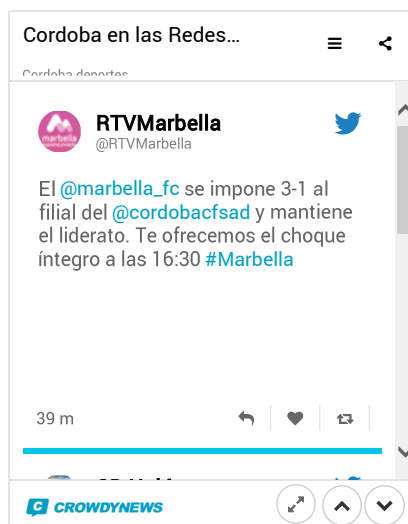 Cordoba en las Redes...
Cordoba deportes
RTVMarbella
@RTVMarbella
marbella
El @marbella_fc se impone 3-1 al
filial del @cordobacfsad y mantiene
el liderato. Te ofrecemos el choque
íntegro a las 16:30 #Marbella
39 m
CROWDYNEWS